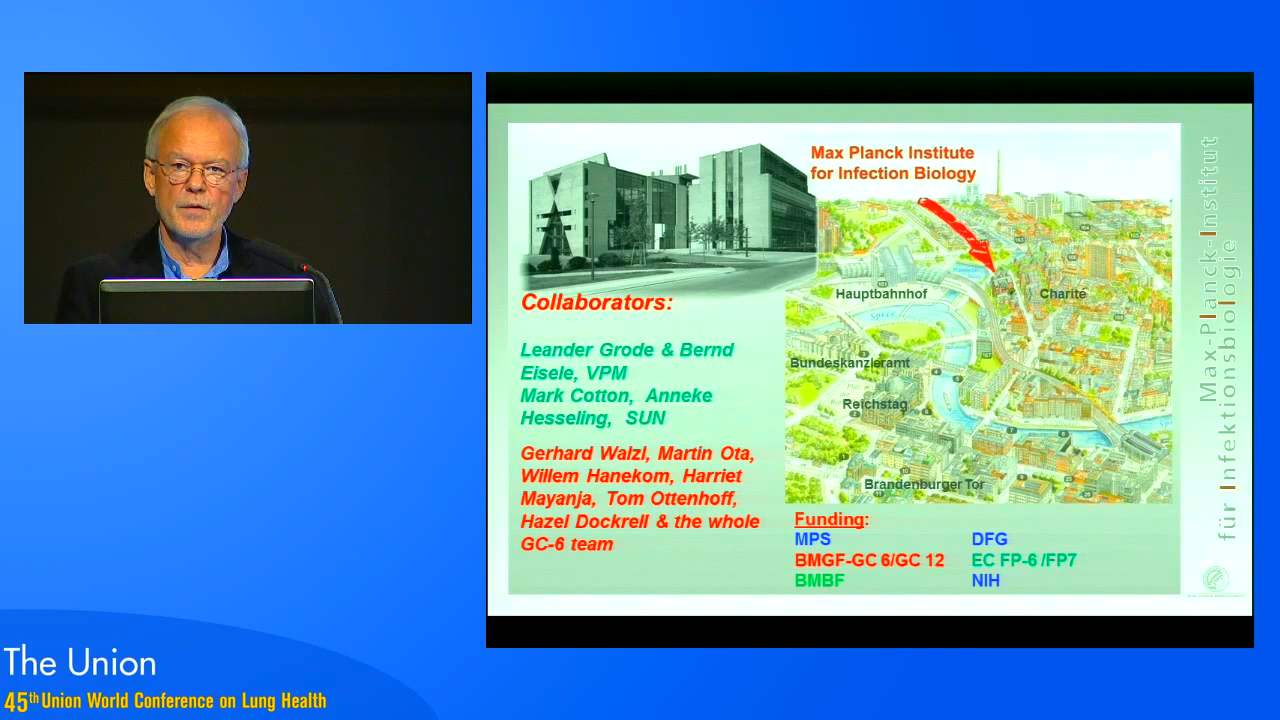 Max Planck Institute
for Infection Biology
Hauptbahnhof
Charité
Spree
Bundeskanzleramt
Reichstag
Brandenburger Tor
Collaborators:
Leander Grode & Bernd
Eisele, VPM
Mark Cotton, Anneke
Hesseling, SUN
Gerhard Walzl, Martin Ota,
Willem Hanekom, Harriet
Mayanja, Tom Ottenhoff,
Hazel Dockrell & the whole
GC-6 team
Funding:
MPS DFG
BMGF-GC 6/GC 12 EC FP-6 /FP7
BMBF NIH
Max-Planck-Institut
für Infektionsbiologie
The Union
45th Union World Conference on Lung Health